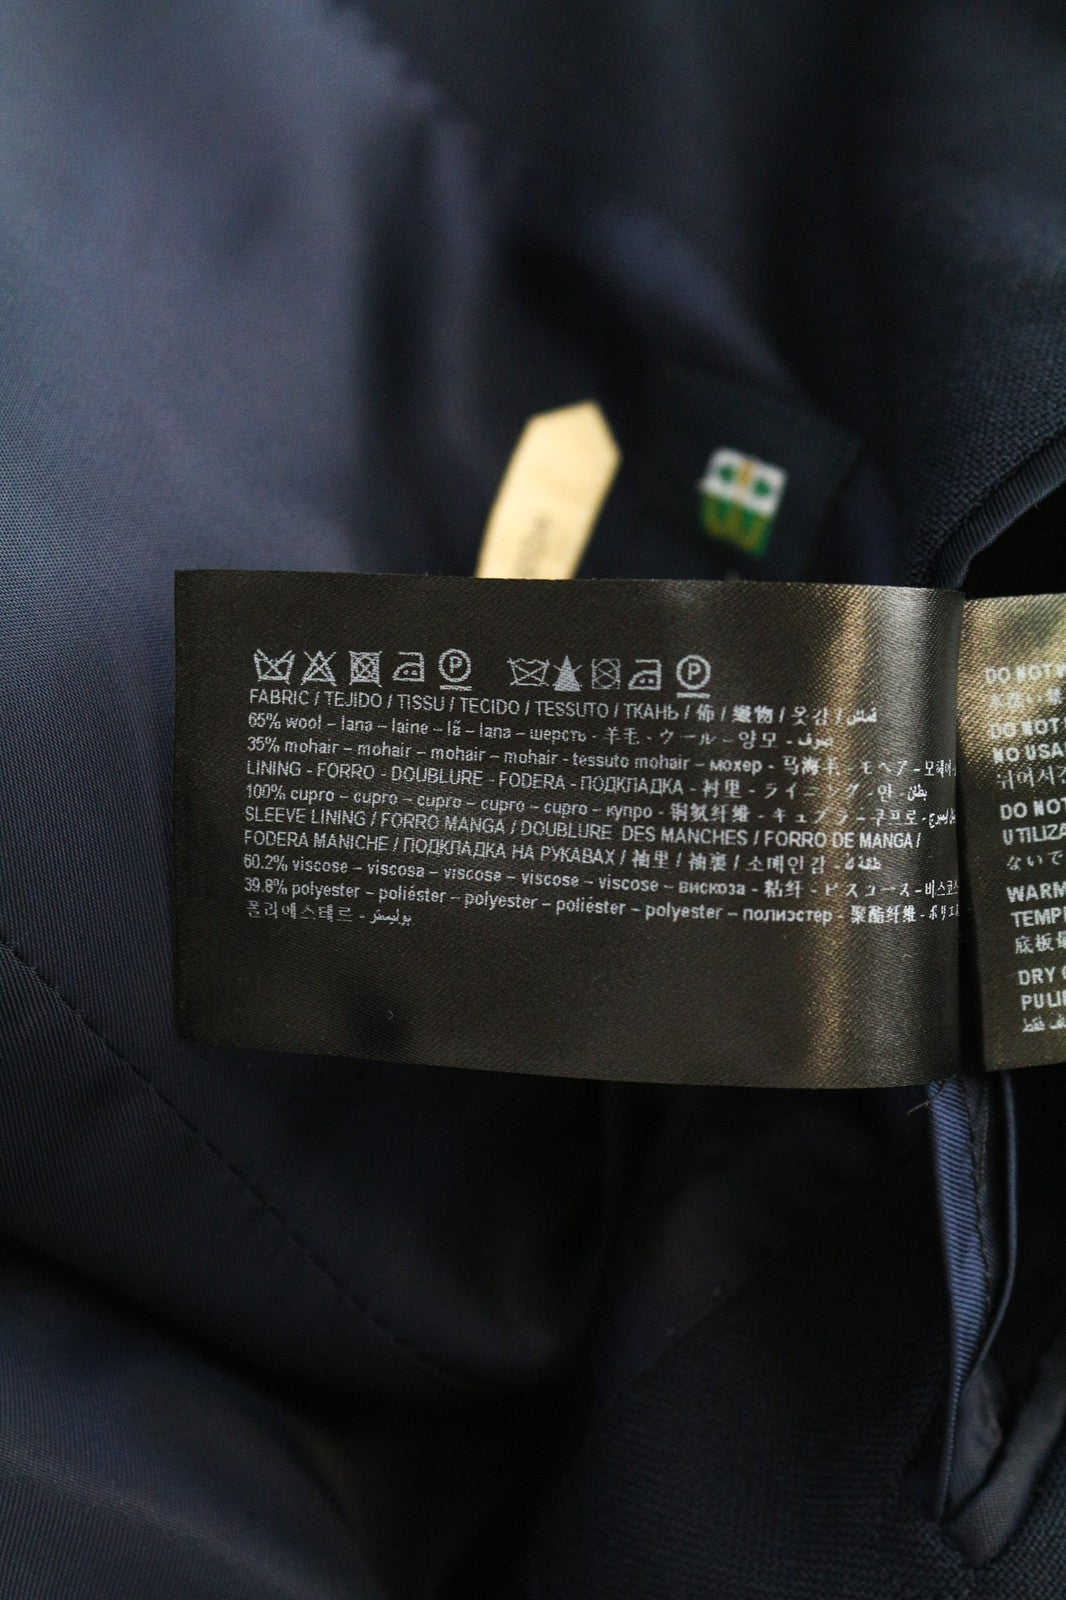 FABRIC / TEJIDO / TISSU / TECIDO / TESSUTO / ТКАНЬ / 佈 / 織物 / 옷감 / قماش
65% wool – lana – laine – lã – lana – шерсть - 羊毛 - ウール - 양모 - صوف
35% mohair – mohair – mohair – mohair - tessuto mohair – мохер - 马海毛 - モヘア - 모헤어
LINING - FORRO - DOUBLURE - FODERA - ПОДКЛАДКА - 衬里 - ライニング - 안 - بطانة
100% cupro – cupro – cupro – cupro – cupro – купро - 铜氨纤维 - キュプラ - 큐프로
SLEEVE LINING / FORRO MANGA / DOUBLURE DES MANCHES / FORRO DE MANGA /
FODERA MANICHE / ПОДКЛАДКА НА РУКАВАХ / 袖里 / 袖裏 / 소매안감
60.2% viscose – viscosa – viscose – viscose – viscose – вискоза - 粘纤 - ビスコース - 비스코스
39.8% polyester – poliéster – polyester – poliéster – polyester – полиэстер - 聚酯纤维 - ポリエ
폴리에스테르 - بوليستر
DO NOT W
DO NOT
NO USA
DO NOT
UTILIZA
ないで
WARM
TEMP
底板
DRY
PULI
فقط